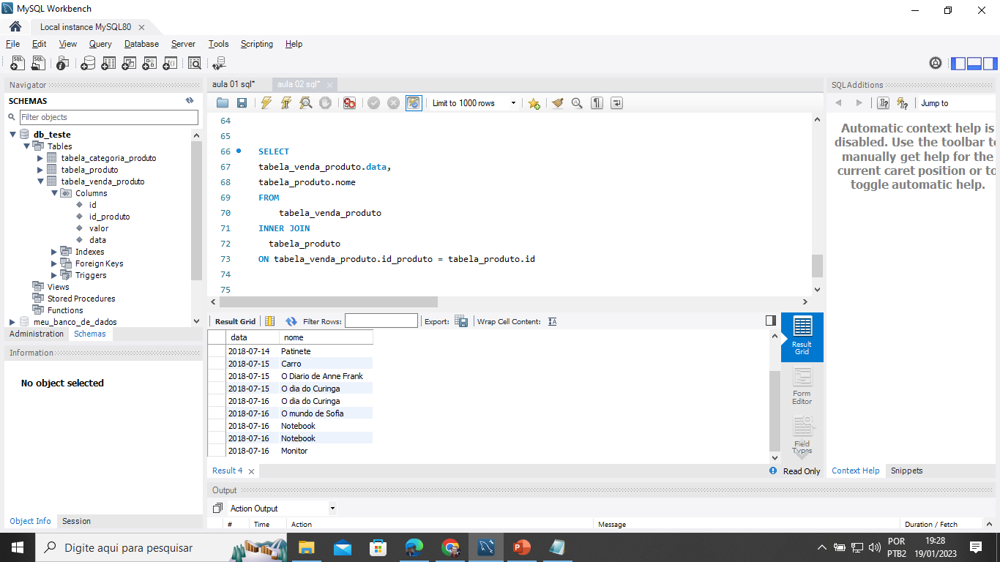 MySQL Workbench
Local instance MySQL80
File Edit View Query Database Server Tools Scripting Help
Navigator
SCHEMAS
Filter objects
db_teste
Tables
tabela_categoria_produto
tabela_produto
tabela_venda_produto
Columns
id
id_produto
valor
data
Indexes
Foreign Keys
Triggers
Views
Stored Procedures
Functions
meu_banco_de_dados
Administration Schemas
Information
No object selected
Object Info Session
aula 01 sql* aula 02 sql*
Limit to 1000 rows
64
65
66 SELECT
67 tabela_venda_produto.data,
68 tabela_produto.nome
69 FROM
70 tabela_venda_produto
71 INNER JOIN
72 tabela_produto
73 ON tabela_venda_produto.id_produto = tabela_produto.id
74
75
Result Grid Filter Rows: Export: Wrap Cell Content:
data nome
2018-07-14 Patinete
2018-07-15 Carro
2018-07-15 O Diario de Anne Frank
2018-07-15 O dia do Curinga
2018-07-16 O dia do Curinga
2018-07-16 O mundo de Sofia
2018-07-16 Notebook
2018-07-16 Notebook
2018-07-16 Monitor
Result
Grid
Form
Editor
Field
Types
Result 4
Read Only
Output
Action Output
# Time Action Message Duration / Fetch
SQLAdditions
Jump to
Automatic context help is
disabled. Use the toolbar to
manually get help for the
current caret position or to
toggle automatic help.
Context Help Snippets
Digite aqui para pesquisar
POR
PTB2
19:28
19/01/2023